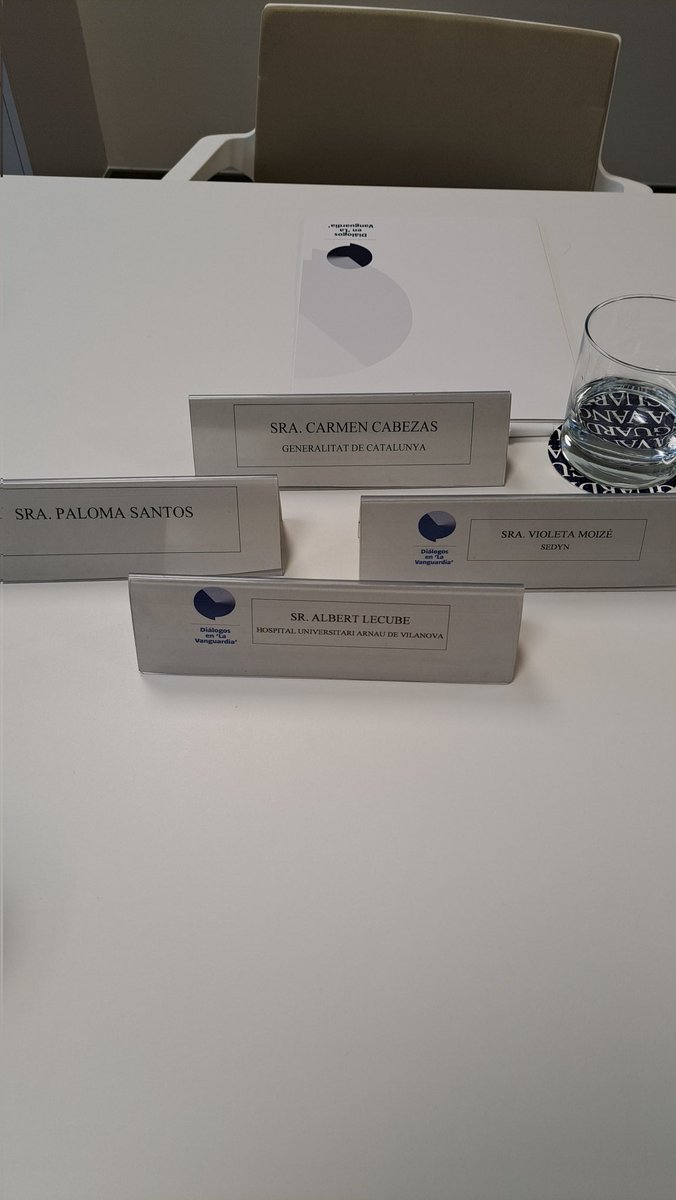 Diálogos
en 'La
Vanguardia'
SRA. CARMEN CABEZAS
GENERALITAT DE CATALUNYA
SRA. PALOMA SANTOS
Diálogos
en 'La
Vanguardia'
SRA. VIOLETA MOIZÉ
SEDYN
Diálogos
en 'La
Vanguardia'
SR. ALBERT LECUBE
HOSPITAL UNIVERSITARI ARNAU DE VILANOVA